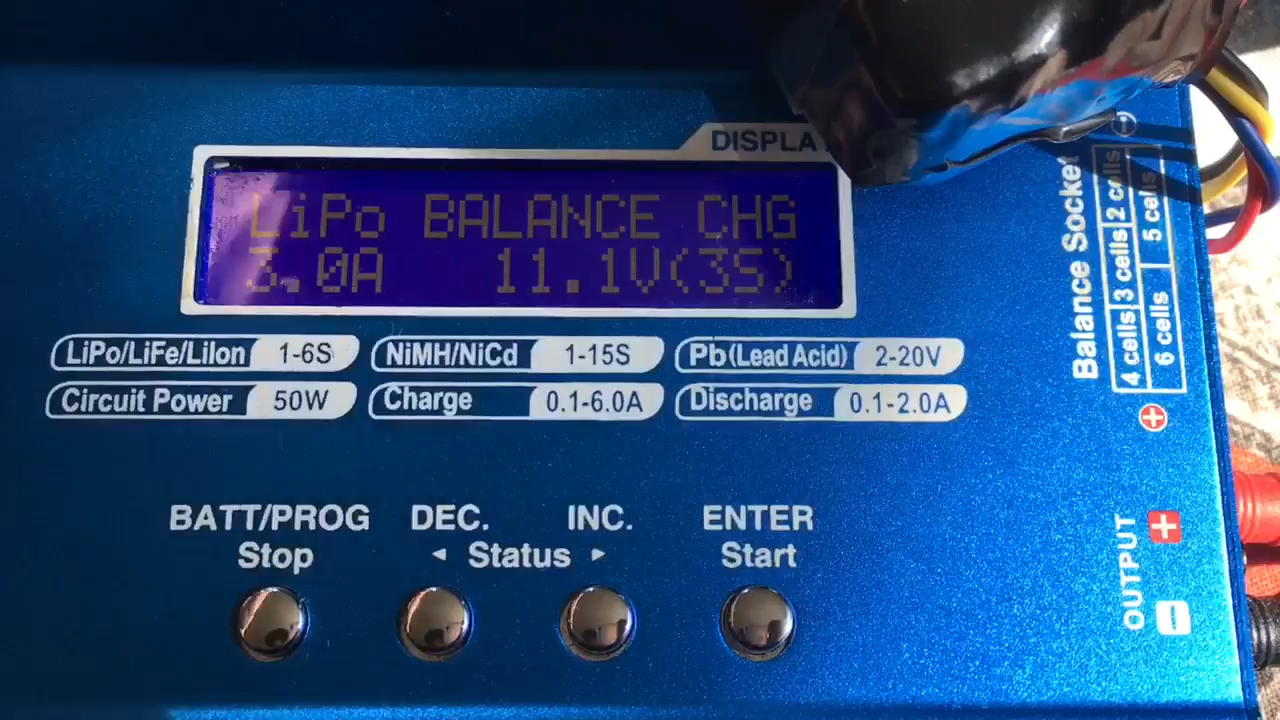 DISPLA
LiPo BALANCE CHG
3.0A 11.1V(3S)
LiPo/LiFe/LiIon 1-6S
NiMH/NiCd 1-15S
Pb (Lead Acid) 2-20V
Circuit Power 50W
Charge 0.1-6.0A
Discharge 0.1-2.0A
BATT/PROG
Stop
DEC. INC.
◄ Status ►
ENTER
Start
Balance Socket
4 cells 3 cells 2 cells
6 cells 5 cells
OUTPUT